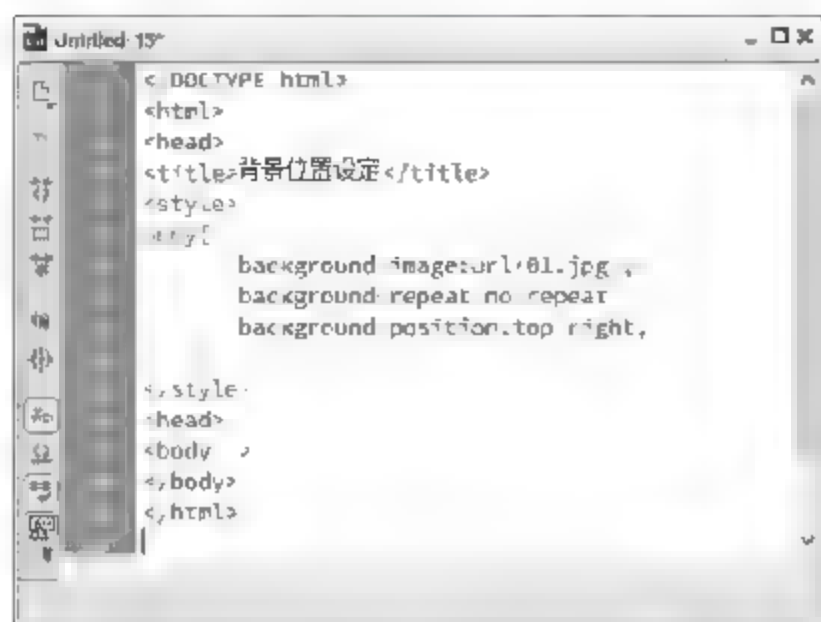 Untitled-15*
<!DOCTYPE html>
<html>
<head>
<title>背景位置设定</title>
<style>
background-image:url(01.jpg);
background-repeat:no-repeat
background-position:top right;
</style>
<head>
<body >
</body>
</html>